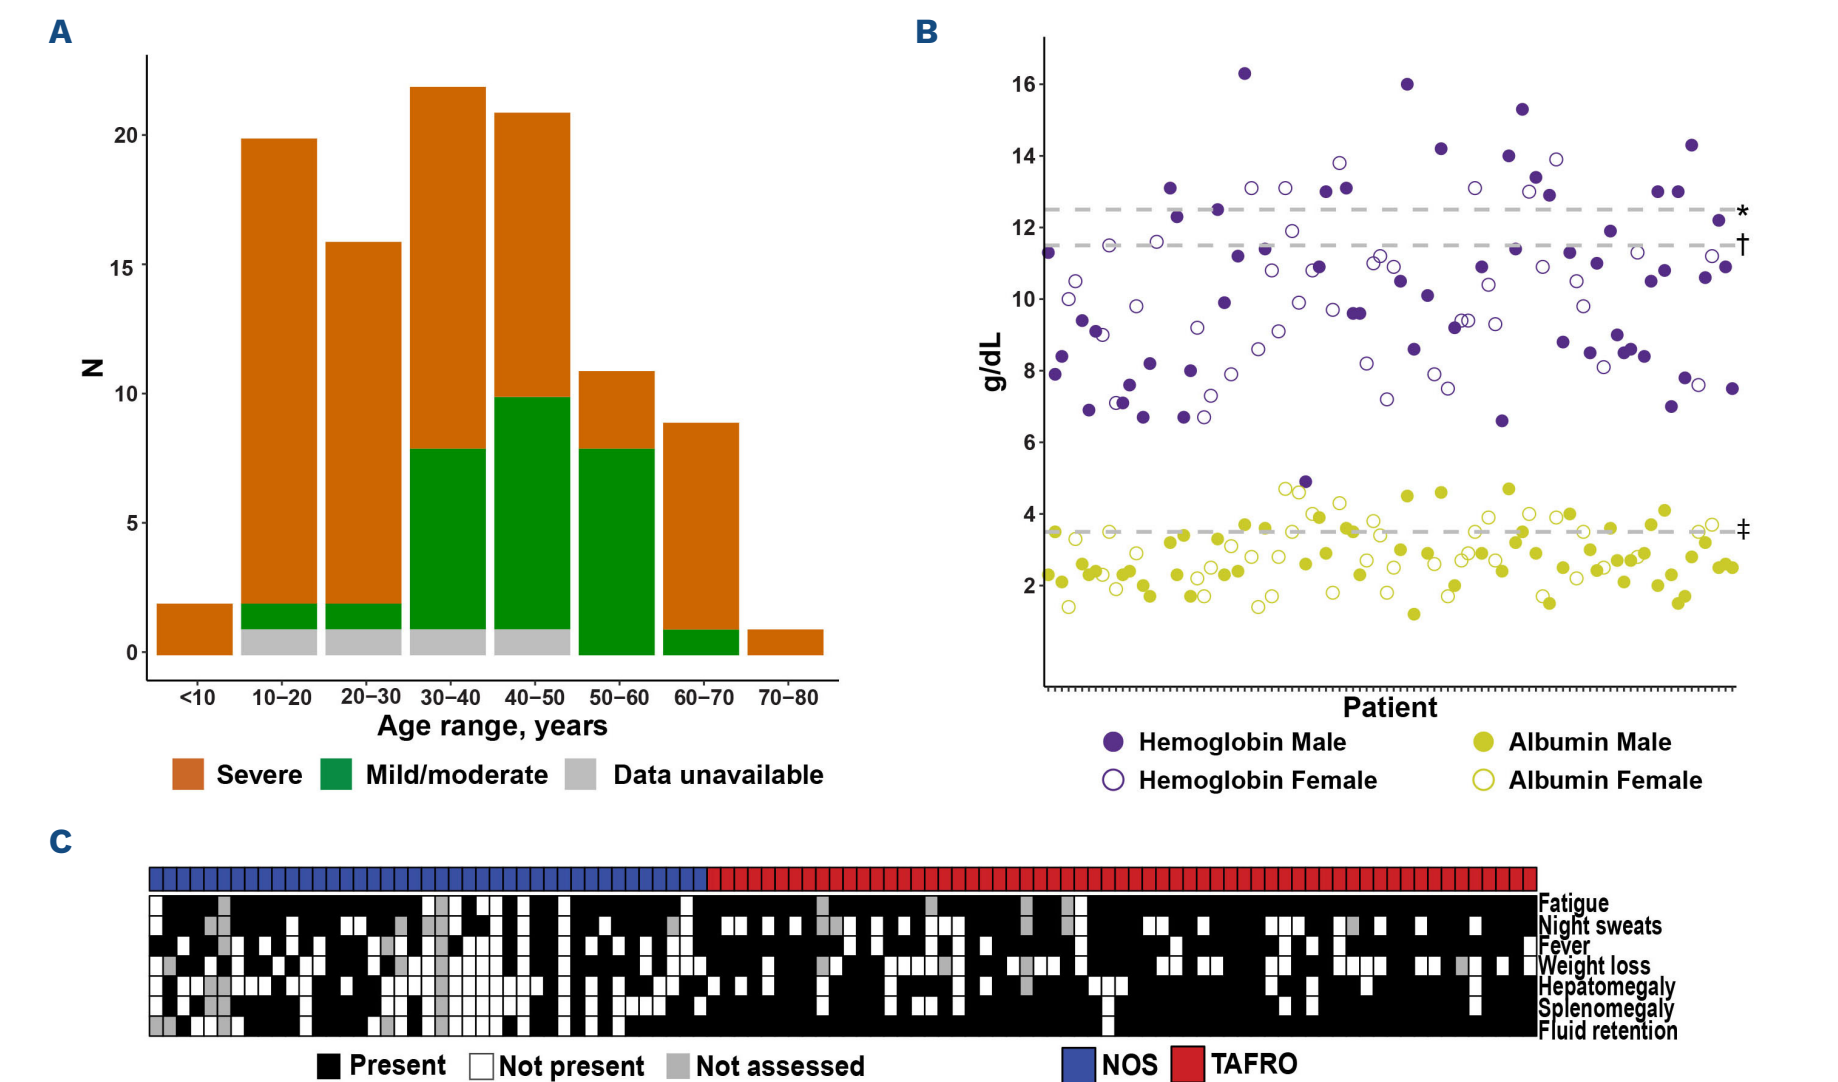 A
B
20
15
10
5
0
N
<10
10–20
20–30
30–40
40–50
50–60
60–70
70–80
Age range, years
Severe
Mild/moderate
Data unavailable
16
14
12
10
8
6
4
2
g/dL
*
†
‡
Patient
Hemoglobin Male
Albumin Male
Hemoglobin Female
Albumin Female
C
Fatigue
Night sweats
Fever
Weight loss
Hepatomegaly
Splenomegaly
Fluid retention
Present
Not present
Not assessed
NOS
TAFRO